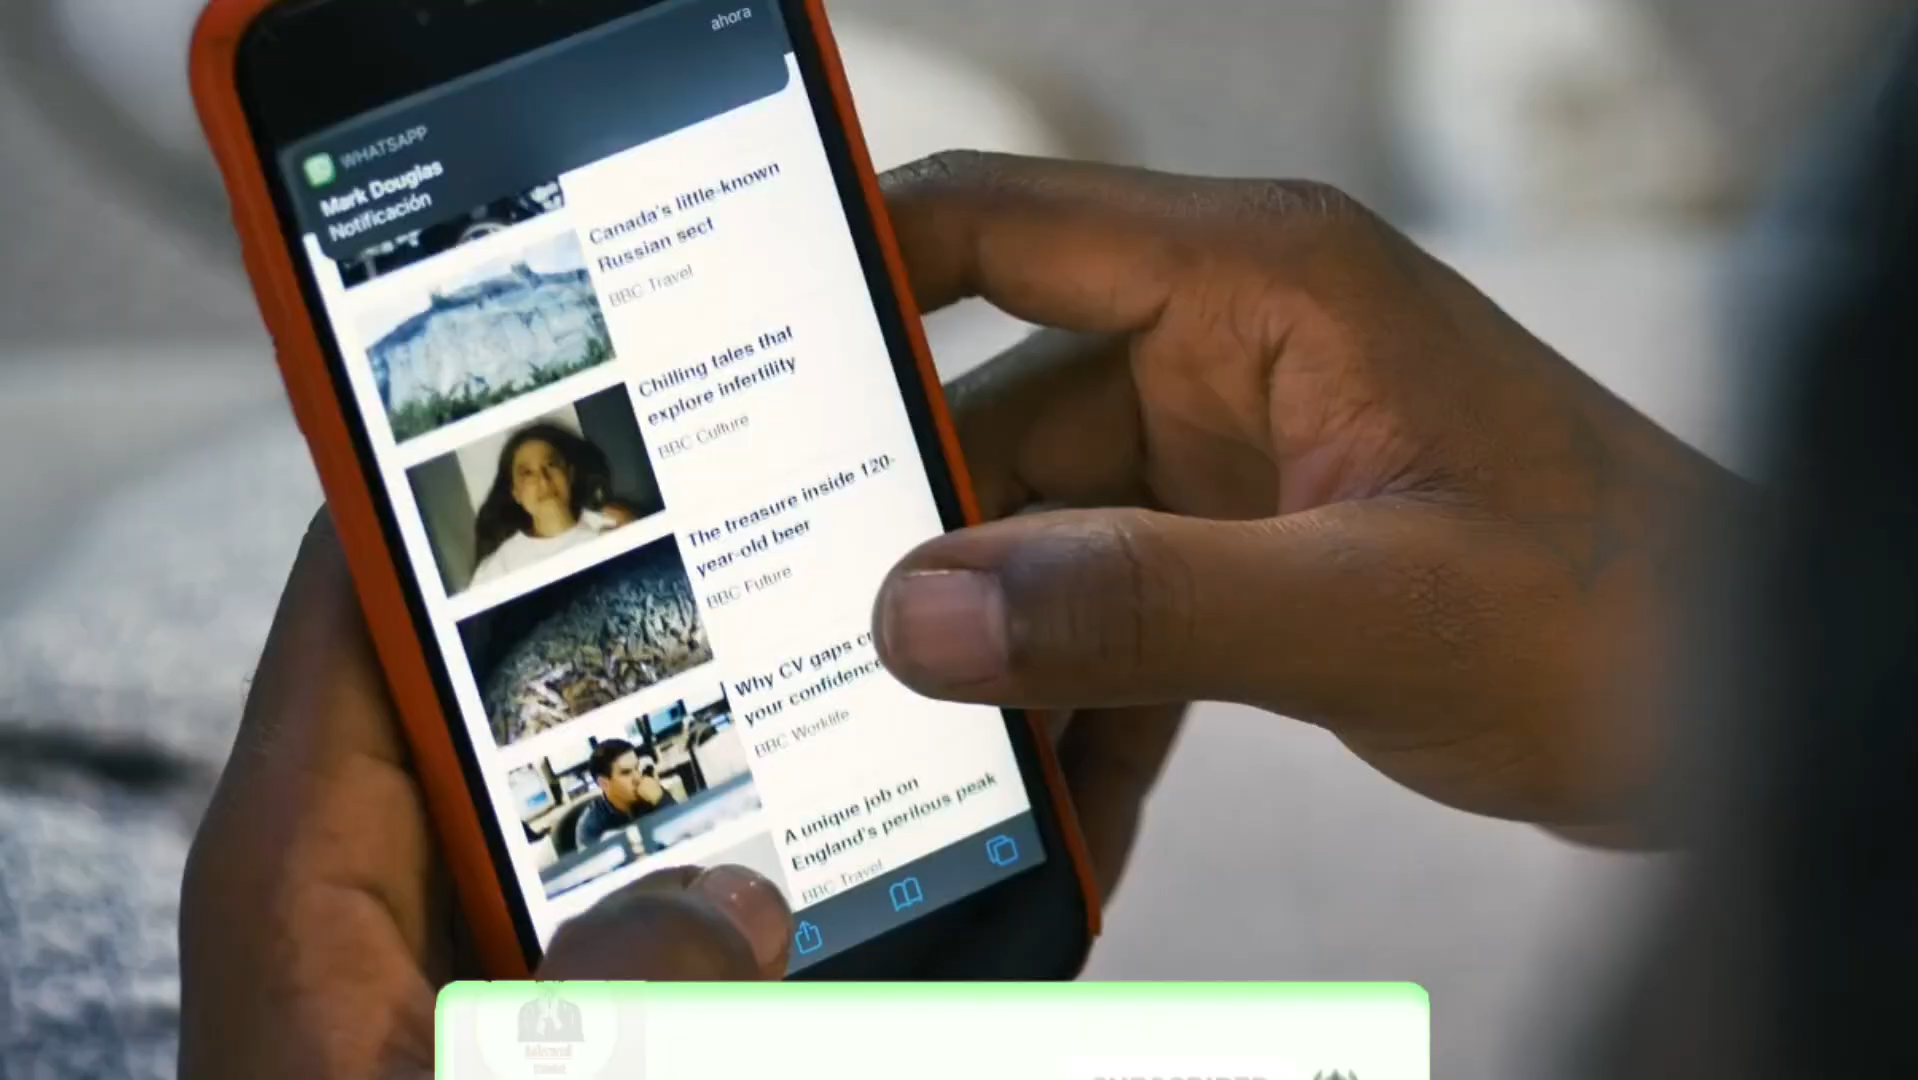 ahora
WHATSAPP
Mark Douglas
Notificación
Canada's little-known
Russian sect
BBC Travel
Chilling tales that
explore infertility
BBC Culture
The treasure inside 120-
year-old beer
BBC Future
Why CV gaps
your confidence
BBC Worklife
A unique job on
England's perilous peak
BBC Travel